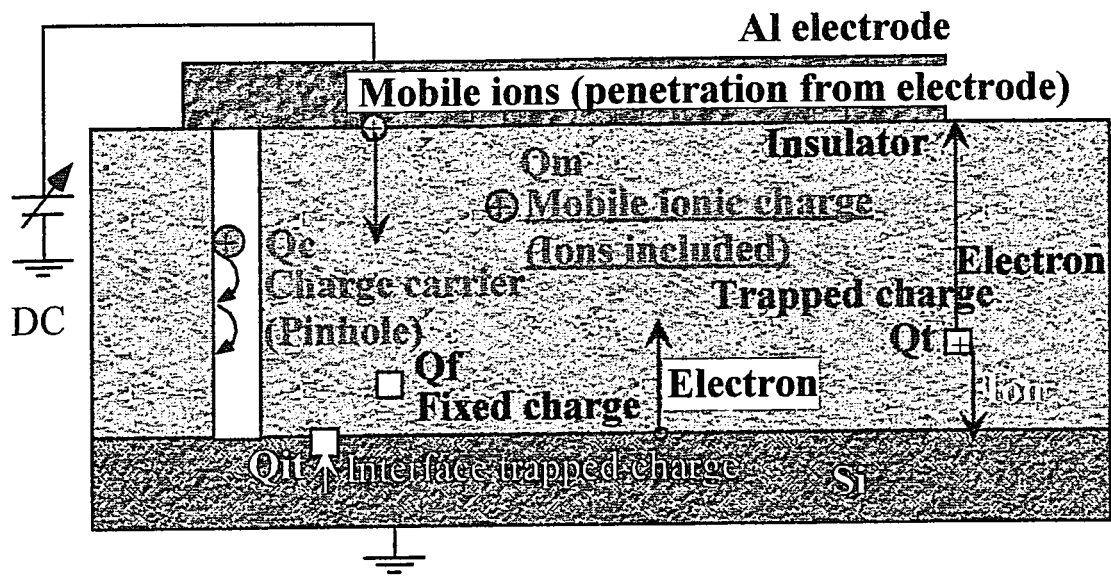 Al electrode
Mobile ions (penetration from electrode)
Insulator
Qm
Mobile ionic charge
(Ions included)
Qc
Charge carrier
(Pinhole)
Electron
Trapped charge
Qt
DC
Qf
Fixed charge
Electron
Ion
Qit Interface trapped charge
Si